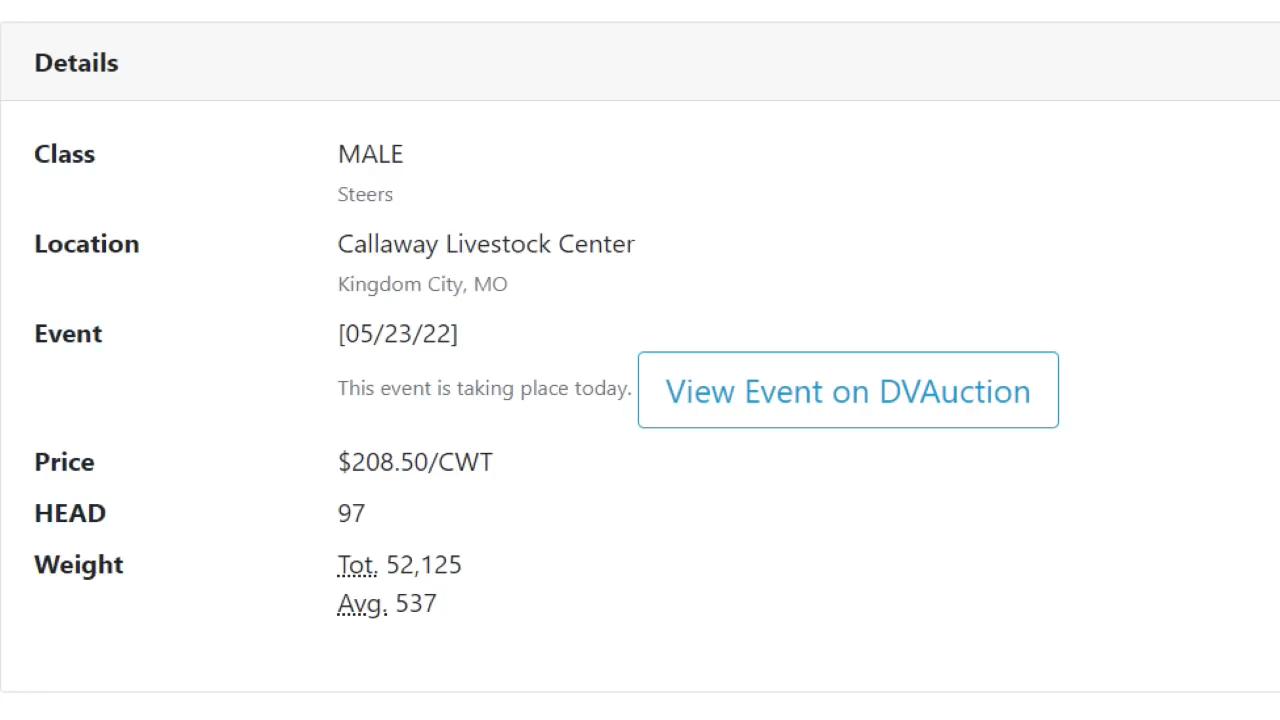 Details
Class MALE
Steers
Location Callaway Livestock Center
Kingdom City, MO
Event [05/23/22]
This event is taking place today. View Event on DVAuction
Price $208.50/CWT
HEAD 97
Weight Tot. 52,125
Avg. 537